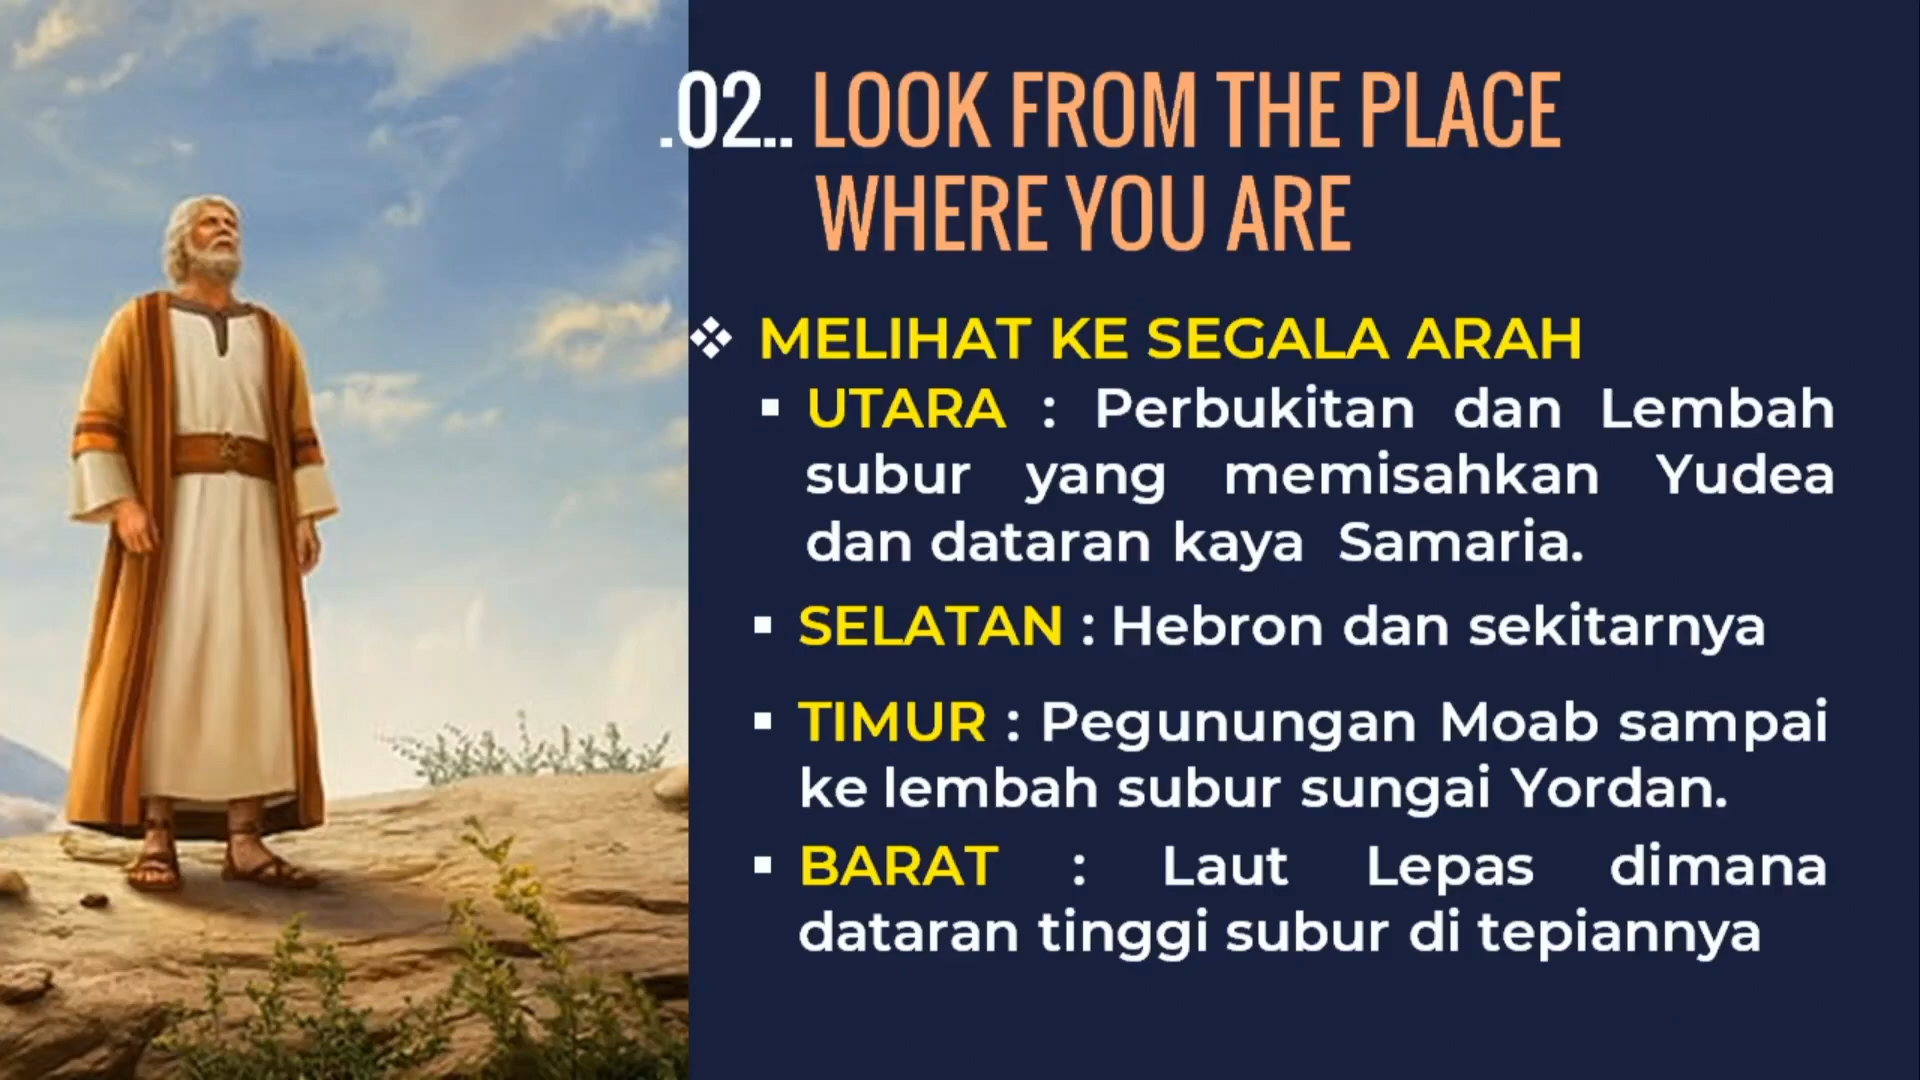 .02.. LOOK FROM THE PLACE
WHERE YOU ARE
❖ MELIHAT KE SEGALA ARAH
▪ UTARA : Perbukitan dan Lembah
subur yang memisahkan Yudea
dan dataran kaya Samaria.
▪ SELATAN : Hebron dan sekitarnya
▪ TIMUR : Pegunungan Moab sampai
ke lembah subur sungai Yordan.
▪ BARAT : Laut Lepas dimana
dataran tinggi subur di tepiannya